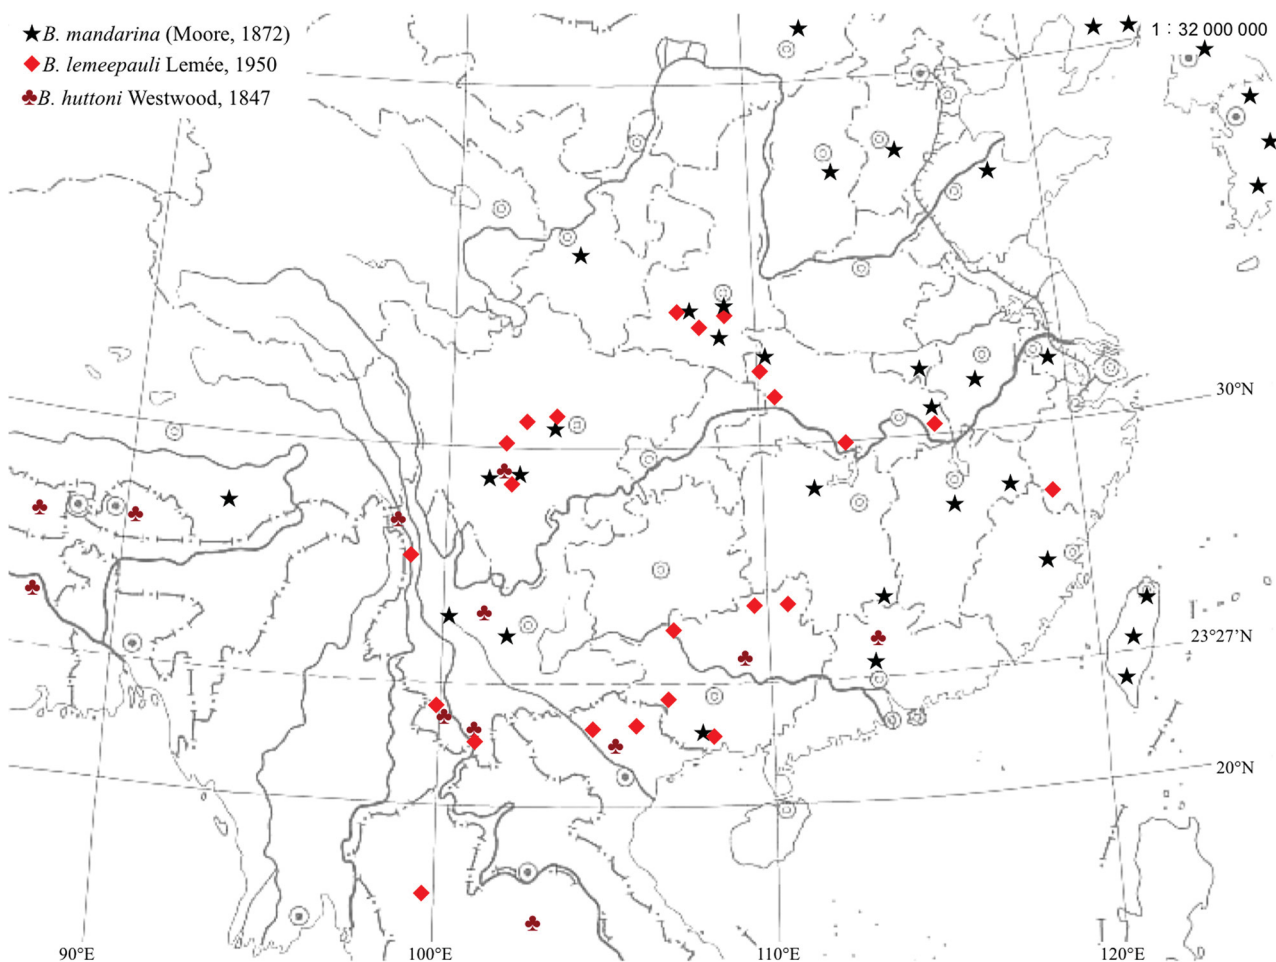 ★B. mandarina (Moore, 1872)
◆B. lemeepauli Lemée, 1950
♣B. huttoni Westwood, 1847
1 : 32 000 000
30°N
23°27'N
20°N
90°E
100°E
110°E
120°E